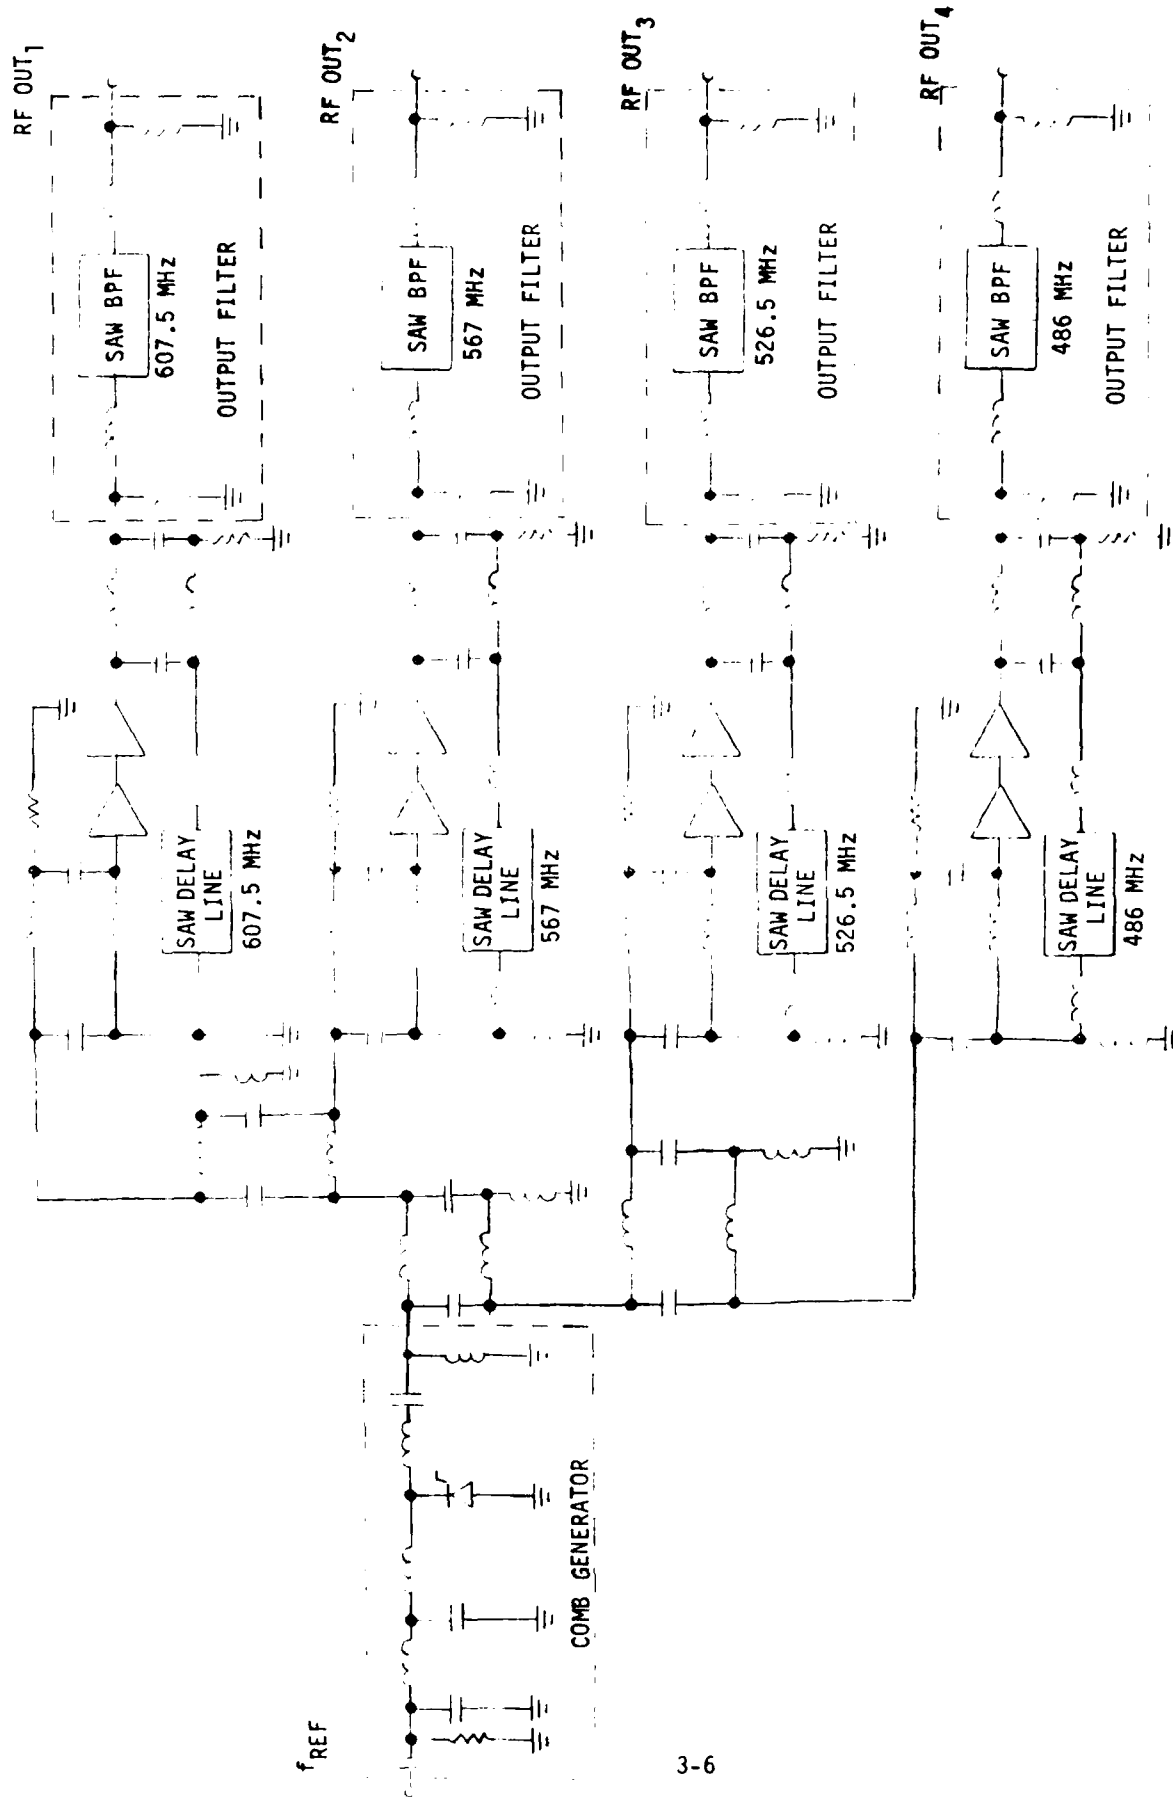 RF OUT1
SAW BPF
607.5 MHz
OUTPUT FILTER
SAW DELAY
LINE
607.5 MHz
RF OUT2
SAW BPF
567 MHz
OUTPUT FILTER
SAW DELAY
LINE
567 MHz
RF OUT3
SAW BPF
526.5 MHz
OUTPUT FILTER
SAW DELAY
LINE
526.5 MHz
RF OUT4
SAW BPF
486 MHz
OUTPUT FILTER
SAW DELAY
LINE
486 MHz
fREF
COMB GENERATOR
3-6